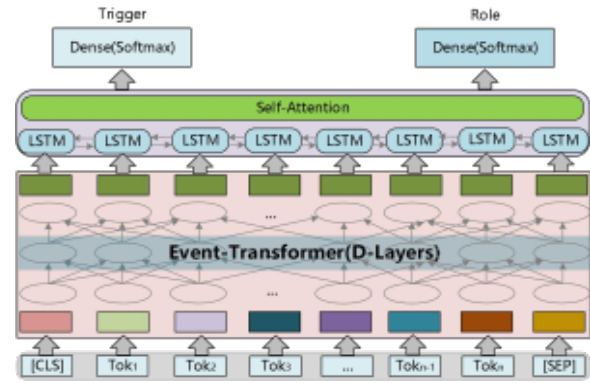 Trigger Role
Dense(Softmax) Dense(Softmax)
Self-Attention
LSTM LSTM LSTM LSTM LSTM LSTM LSTM LSTM
...
Event-Transformer(D-Layers)
...
[CLS] Tok1 Tok2 Tok3 ... Tokn-1 Tokn [SEP]